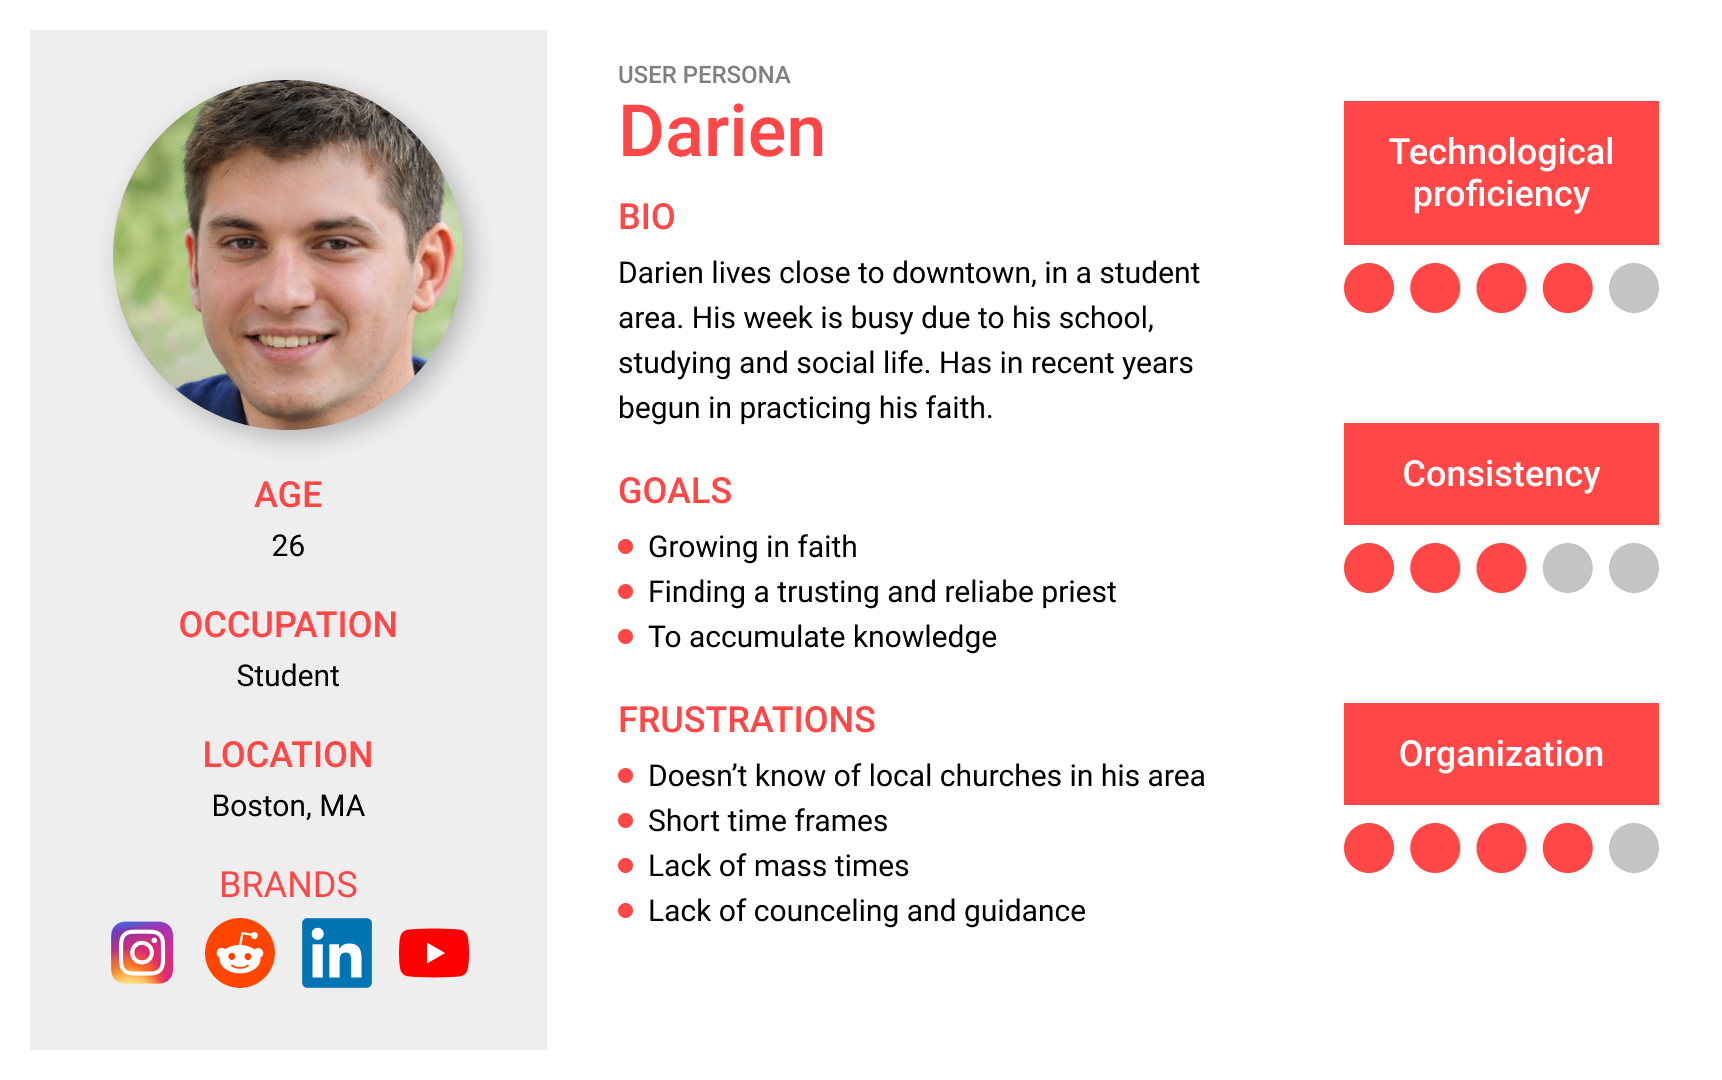 USER PERSONA
Darien
BIO
Darien lives close to downtown, in a student
area. His week is busy due to his school,
studying and social life. Has in recent years
begun in practicing his faith.
GOALS
Growing in faith
Finding a trusting and reliabe priest
To accumulate knowledge
FRUSTRATIONS
Doesn’t know of local churches in his area
Short time frames
Lack of mass times
Lack of counceling and guidance
AGE
26
OCCUPATION
Student
LOCATION
Boston, MA
BRANDS
in
Technological
proficiency
Consistency
Organization